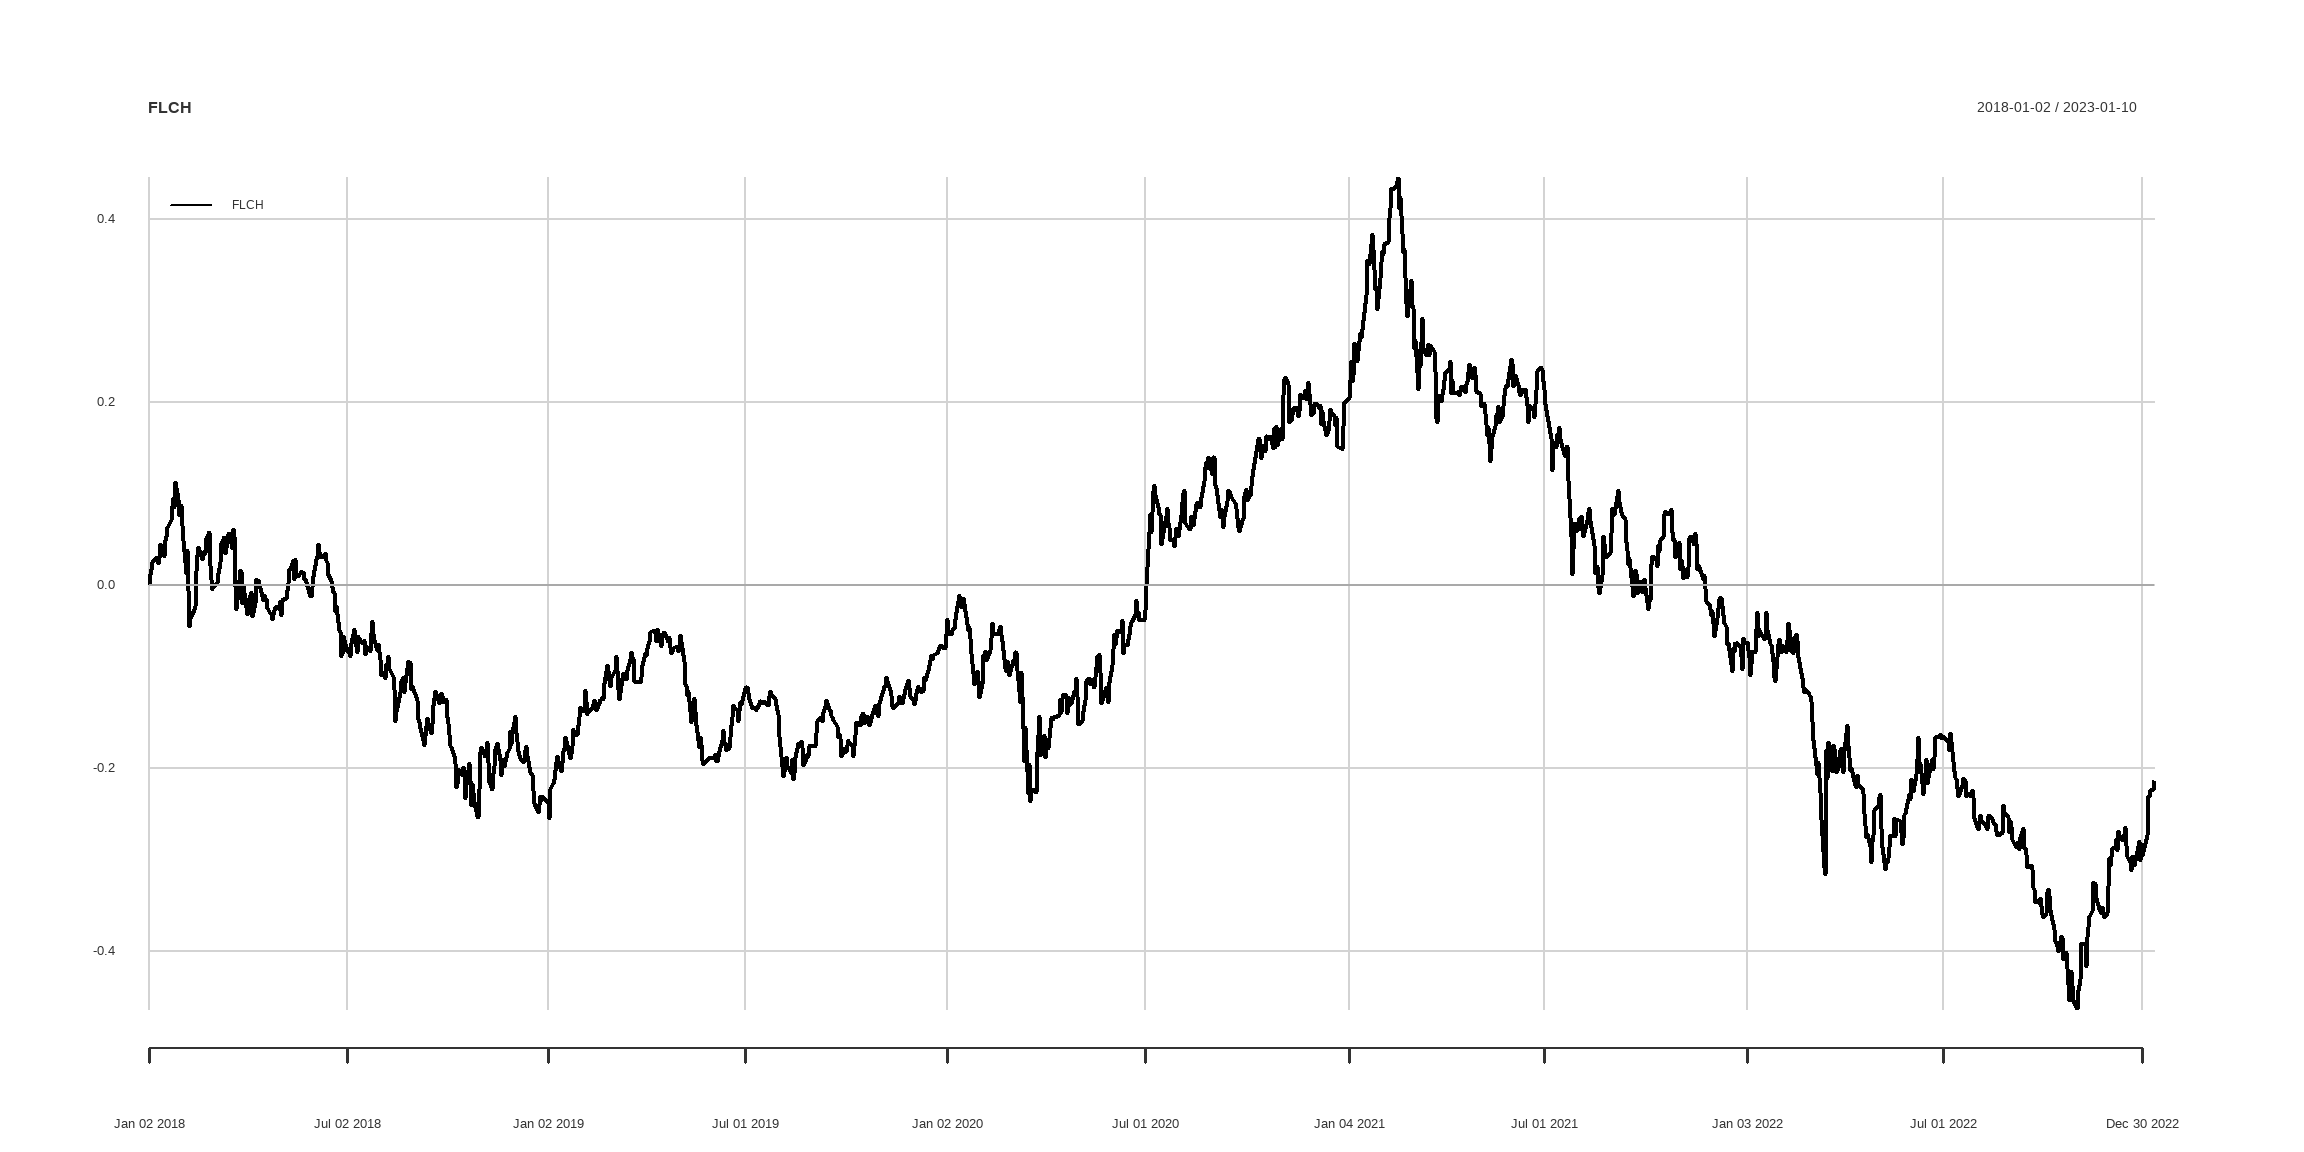 FLCH
2018-01-02 / 2023-01-10
FLCH
0.4
0.2
0.0
-0.2
-0.4
Jan 02 2018
Jul 02 2018
Jan 02 2019
Jul 01 2019
Jan 02 2020
Jul 01 2020
Jan 04 2021
Jul 01 2021
Jan 03 2022
Jul 01 2022
Dec 30 2022